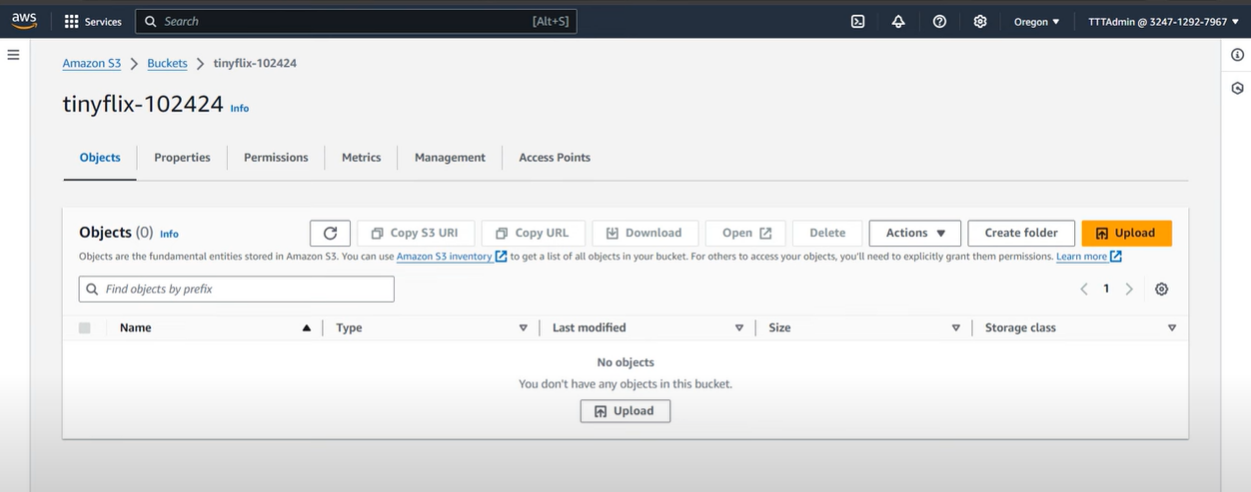 aws Services Search [Alt+S] Oregon ▼ TTTAdmin @ 3247-1292-7967 ▼
Amazon S3 > Buckets > tinyflix-102424
tinyflix-102424 Info
Objects Properties Permissions Metrics Management Access Points
Objects (0) Info Copy S3 URI Copy URL Download Open Delete Actions ▼ Create folder Upload
Objects are the fundamental entities stored in Amazon S3. You can use Amazon S3 inventory to get a list of all objects in your bucket. For others to access your objects, you'll need to explicitly grant them permissions. Learn more
Find objects by prefix < 1 >
Name Type Last modified Size Storage class
No objects
You don't have any objects in this bucket.
Upload